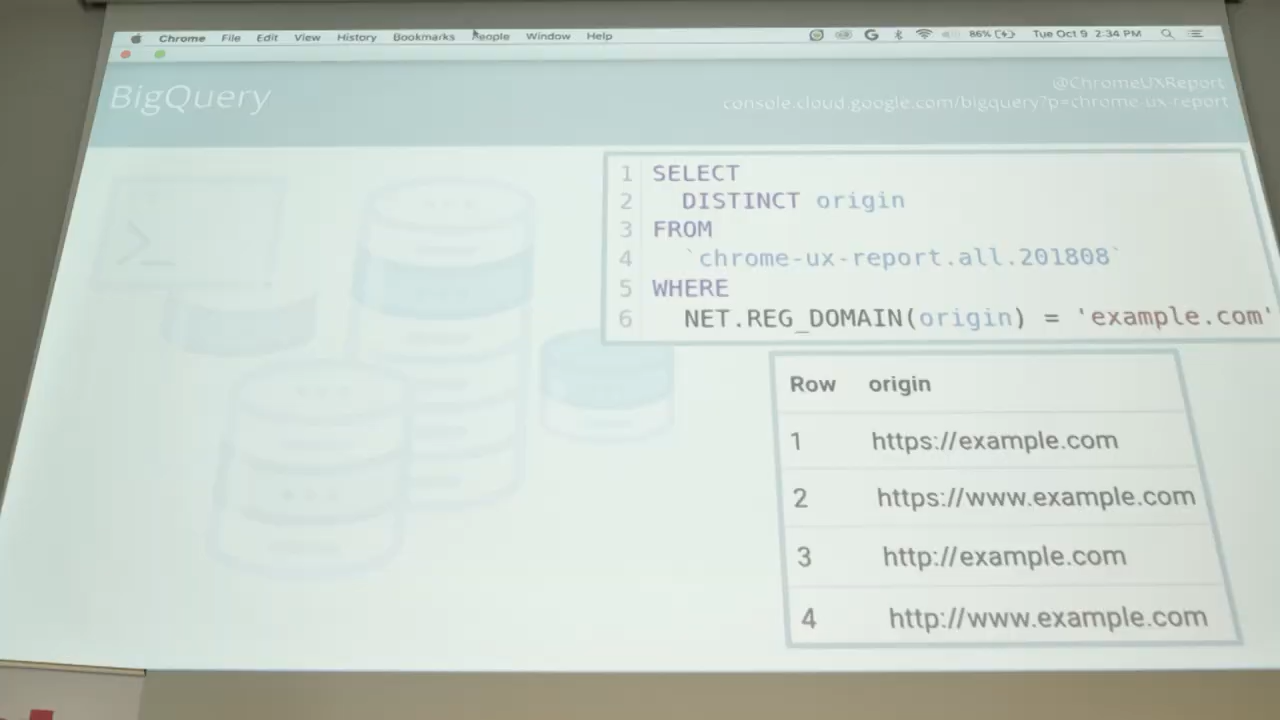 Chrome File Edit View History Bookmarks People Window Help 86% Tue Oct 9 2:34 PM
BigQuery
@ChromeUXReport
console.cloud.google.com/bigquery?p=chrome-ux-report
1 SELECT
2 DISTINCT origin
3 FROM
4 `chrome-ux-report.all.201808`
5 WHERE
6 NET.REG_DOMAIN(origin) = 'example.com'
Row origin
1 https://example.com
2 https://www.example.com
3 http://example.com
4 http://www.example.com